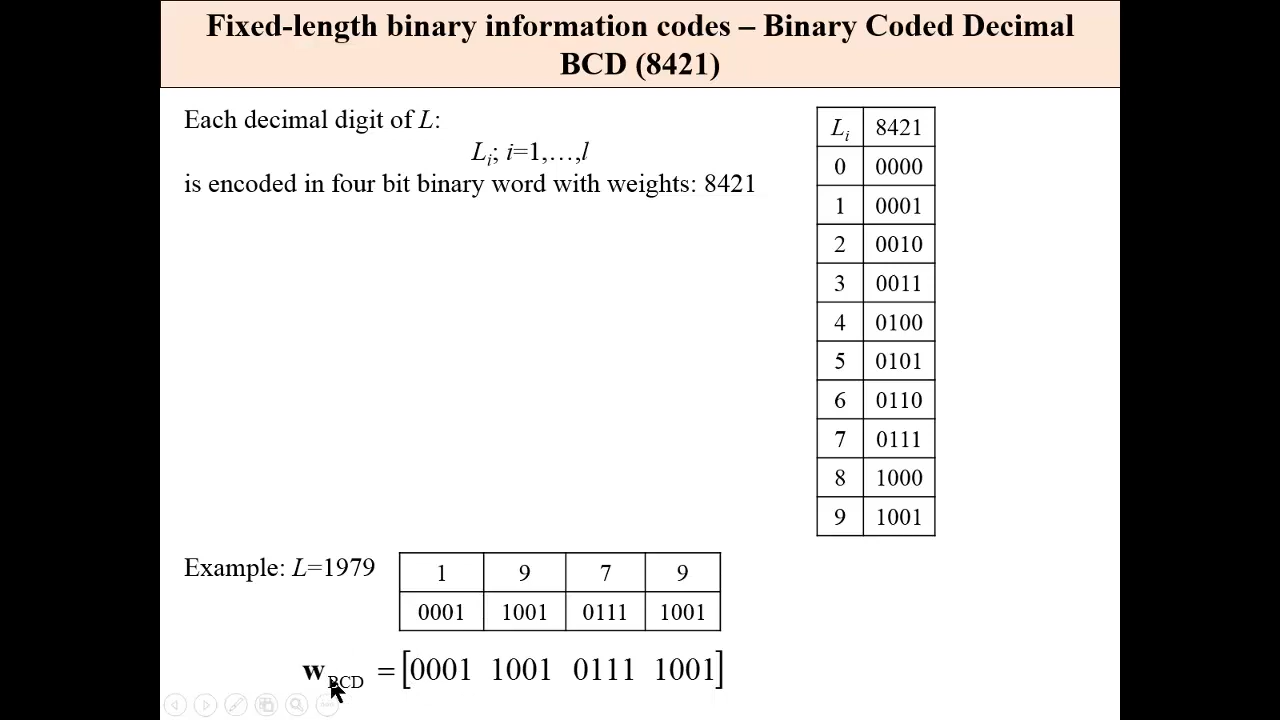 Fixed-length binary information codes – Binary Coded Decimal
BCD (8421)
Each decimal digit of L:
Lᵢ; i=1,…,l
is encoded in four bit binary word with weights: 8421
Lᵢ 8421
0 0000
1 0001
2 0010
3 0011
4 0100
5 0101
6 0110
7 0111
8 1000
9 1001
Example: L=1979
1 9 7 9
0001 1001 0111 1001
w_BCD = [0001 1001 0111 1001]